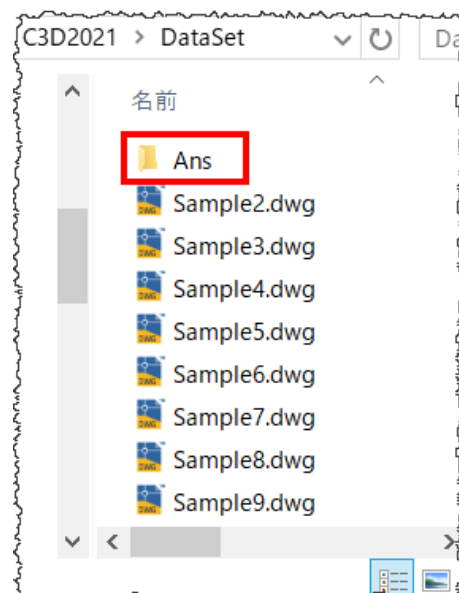 C3D2021 > DataSet
名前
Ans
Sample2.dwg
Sample3.dwg
Sample4.dwg
Sample5.dwg
Sample6.dwg
Sample7.dwg
Sample8.dwg
Sample9.dwg